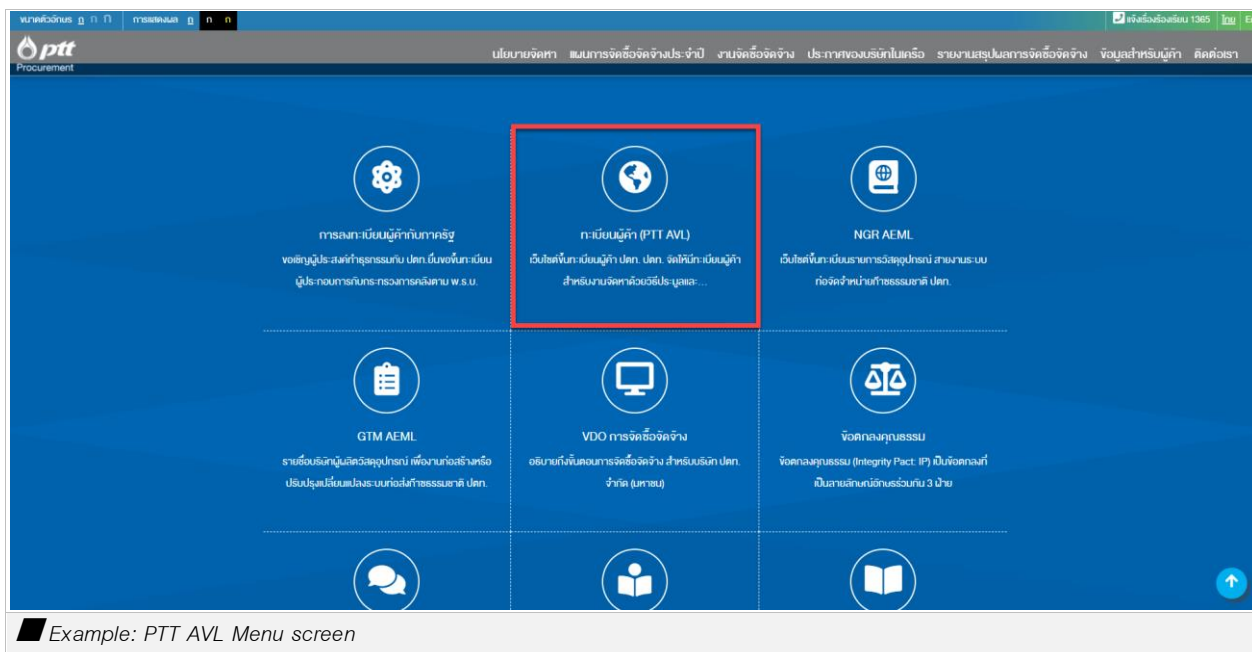 ขนาดตัวอักษร ก ก ก การแสดงผล ก ก ก
แจ้งเรื่องร้องเรียน 1365 ไทย
ptt
Procurement
นโยบายจัดหา แผนการจัดซื้อจัดจ้างประจำปี งานจัดซื้อจัดจ้าง ประกาศของบริษัทในเครือ รายงานสรุปผลการจัดซื้อจัดจ้าง ข้อมูลสำหรับผู้ค้า ติดต่อเรา
การลงทะเบียนผู้ค้ากับภาครัฐ
ขอเชิญผู้ประสงค์ทำธุรกรรมกับ ปตท.ยื่นขอขึ้นทะเบียน
ผู้ประกอบการกับกระทรวงการคลังตาม พ.ร.บ.
ทะเบียนผู้ค้า (PTT AVL)
เว็บไซต์ขึ้นทะเบียนผู้ค้า ปตท. ปตท. จัดให้มีทะเบียนผู้ค้า
สำหรับงานจัดหาด้วยวิธีประมูลและ...
NGR AEML
เว็บไซต์ขึ้นทะเบียนรายการวัสดุอุปกรณ์ สายงานระบบ
ท่อจัดจำหน่ายก๊าซธรรมชาติ ปตท.
GTM AEML
รายชื่อบริษัทผู้ผลิตวัสดุอุปกรณ์ เพื่องานก่อสร้างหรือ
ปรับปรุงเปลี่ยนแปลงระบบท่อส่งก๊าซธรรมชาติ ปตท.
VDO การจัดซื้อจัดจ้าง
อธิบายถึงขั้นตอนการจัดซื้อจัดจ้าง สำหรับบริษัท ปตท.
จำกัด (มหาชน)
ข้อตกลงคุณธรรม
ข้อตกลงคุณธรรม (Integrity Pact: IP) เป็นข้อตกลงที่
เป็นลายลักษณ์อักษรร่วมกัน 3 ฝ่าย
Example: PTT AVL Menu screen